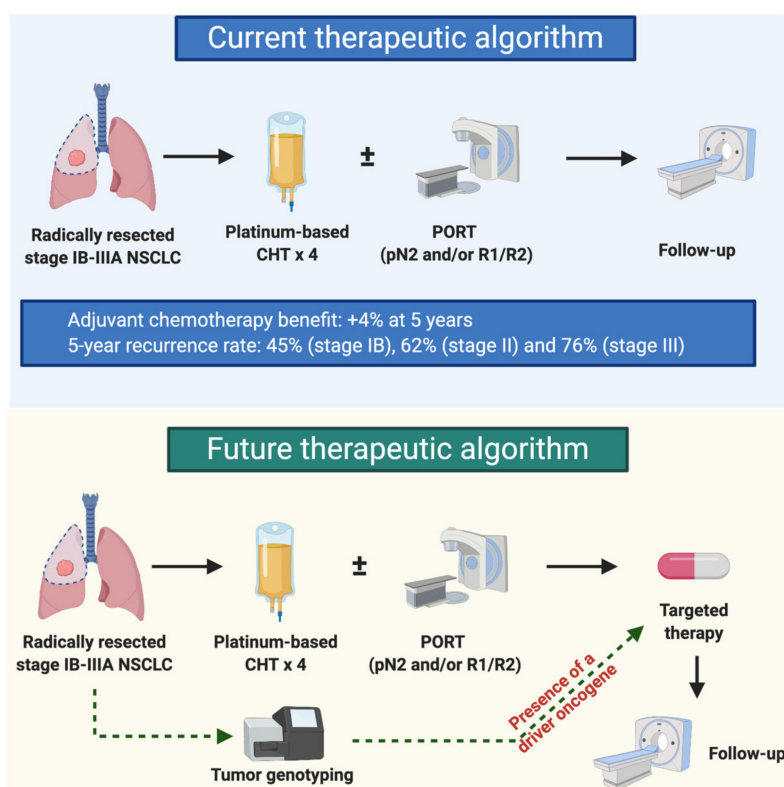 Current therapeutic algorithm
±
Radically resected
stage IB-IIIA NSCLC
Platinum-based
CHT x 4
PORT
(pN2 and/or R1/R2)
Follow-up
Adjuvant chemotherapy benefit: +4% at 5 years
5-year recurrence rate: 45% (stage IB), 62% (stage II) and 76% (stage III)
Future therapeutic algorithm
±
Radically resected
stage IB-IIIA NSCLC
Platinum-based
CHT x 4
PORT
(pN2 and/or R1/R2)
Targeted
therapy
Presence of a
driver oncogene
Tumor genotyping
Follow-up